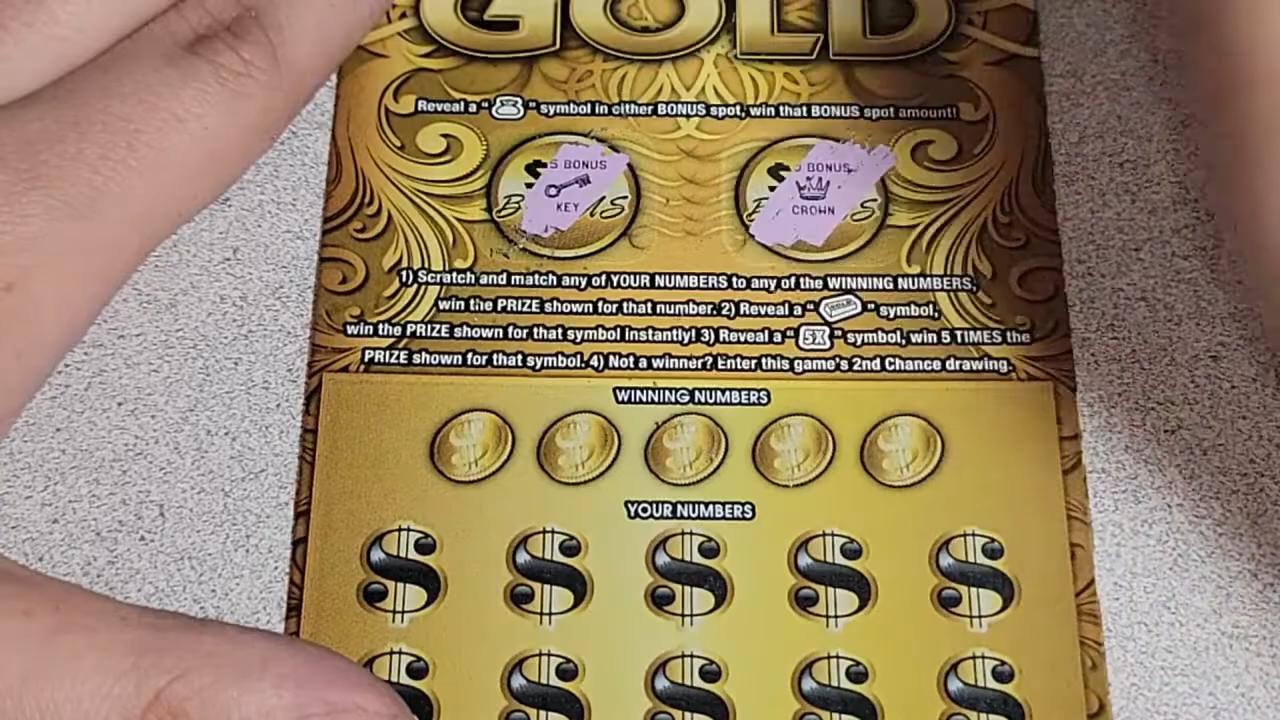 GOLD
Reveal a " " symbol in either BONUS spot, win that BONUS spot amount!
BONUS
KEY
BONUS
CROWN
1) Scratch and match any of YOUR NUMBERS to any of the WINNING NUMBERS,
win the PRIZE shown for that number. 2) Reveal a "GOLD" symbol,
win the PRIZE shown for that symbol instantly! 3) Reveal a "5X" symbol, win 5 TIMES the
PRIZE shown for that symbol. 4) Not a winner? Enter this game's 2nd Chance drawing.
WINNING NUMBERS
YOUR NUMBERS